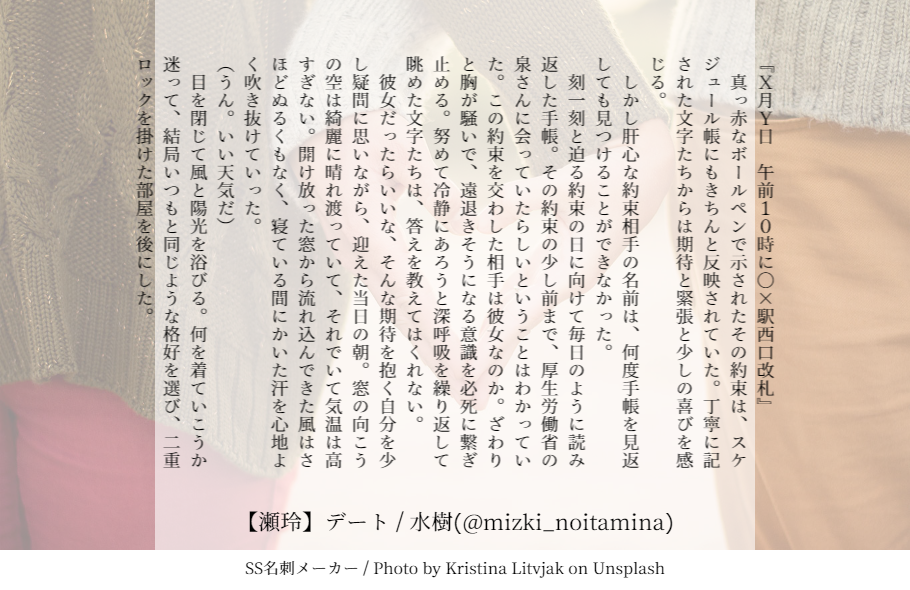 『X月Y日　午前10時に〇×駅西口改札』
　真っ赤なボールペンで示されたその約束は、スケ
ジュール帳にもきちんと反映されていた。丁寧に記
された文字たちからは期待と緊張と少しの喜びを感
じる。
　しかし肝心な約束相手の名前は、何度手帳を見返
しても見つけることができなかった。
　刻一刻と迫る約束の日に向けて毎日のように読み
返した手帳。その約束の少し前まで、厚生労働省の
泉さんに会っていたらしいということはわかってい
た。この約束を交わした相手は彼女なのか。ざわり
と胸が騒いで、遠退きそうになる意識を必死に繋ぎ
止める。努めて冷静にあろうと深呼吸を繰り返して
眺めた文字たちは、答えを教えてはくれない。
　彼女だったらいいな、そんな期待を抱く自分を少
し疑問に思いながら、迎えた当日の朝。窓の向こう
の空は綺麗に晴れ渡っていて、それでいて気温は高
すぎない。開け放った窓から流れ込んできた風はさ
ほどぬるくもなく、寝ている間にかいた汗を心地よ
く吹き抜けていった。
（うん。いい天気だ）
　目を閉じて風と陽光を浴びる。何を着ていこうか
迷って、結局いつもと同じような格好を選び、二重
ロックを掛けた部屋を後にした。
【瀬玲】デート / 水樹(@mizki_noitamina)
SS名刺メーカー / Photo by Kristina Litvjak on Unsplash